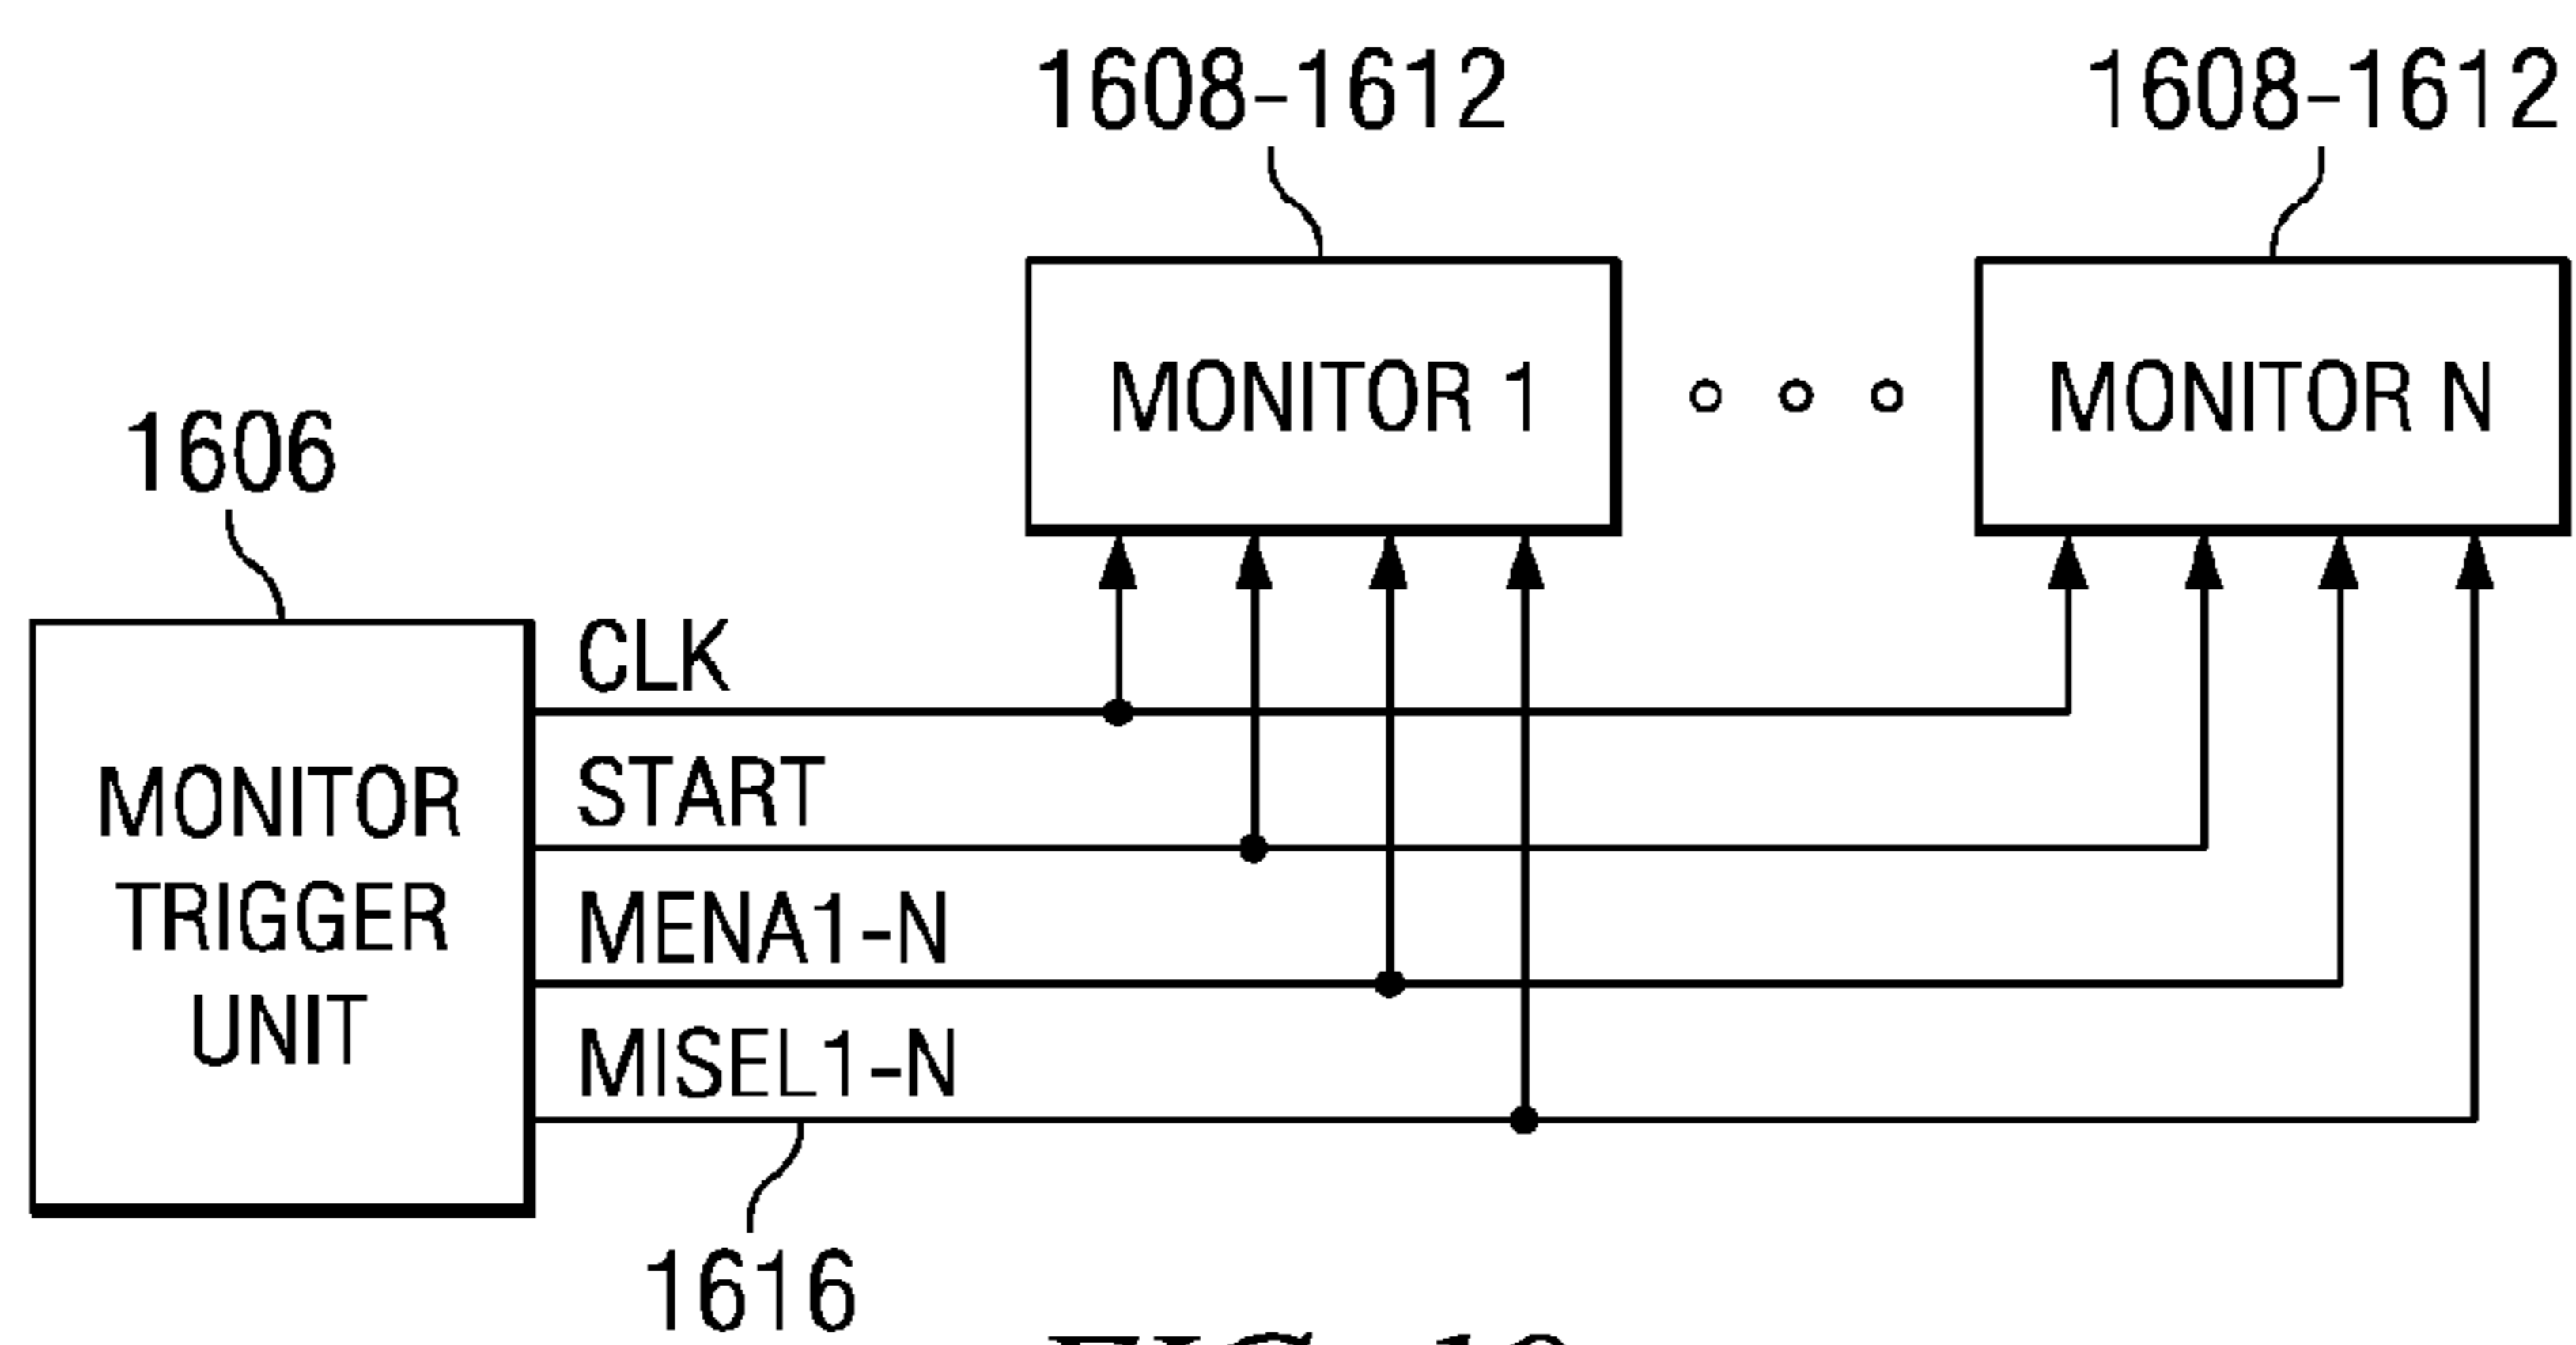 1608-1612
1608-1612
MONITOR 1
MONITOR N
1606
MONITOR
TRIGGER
UNIT
CLK
START
MENA1-N
MISEL1-N
1616